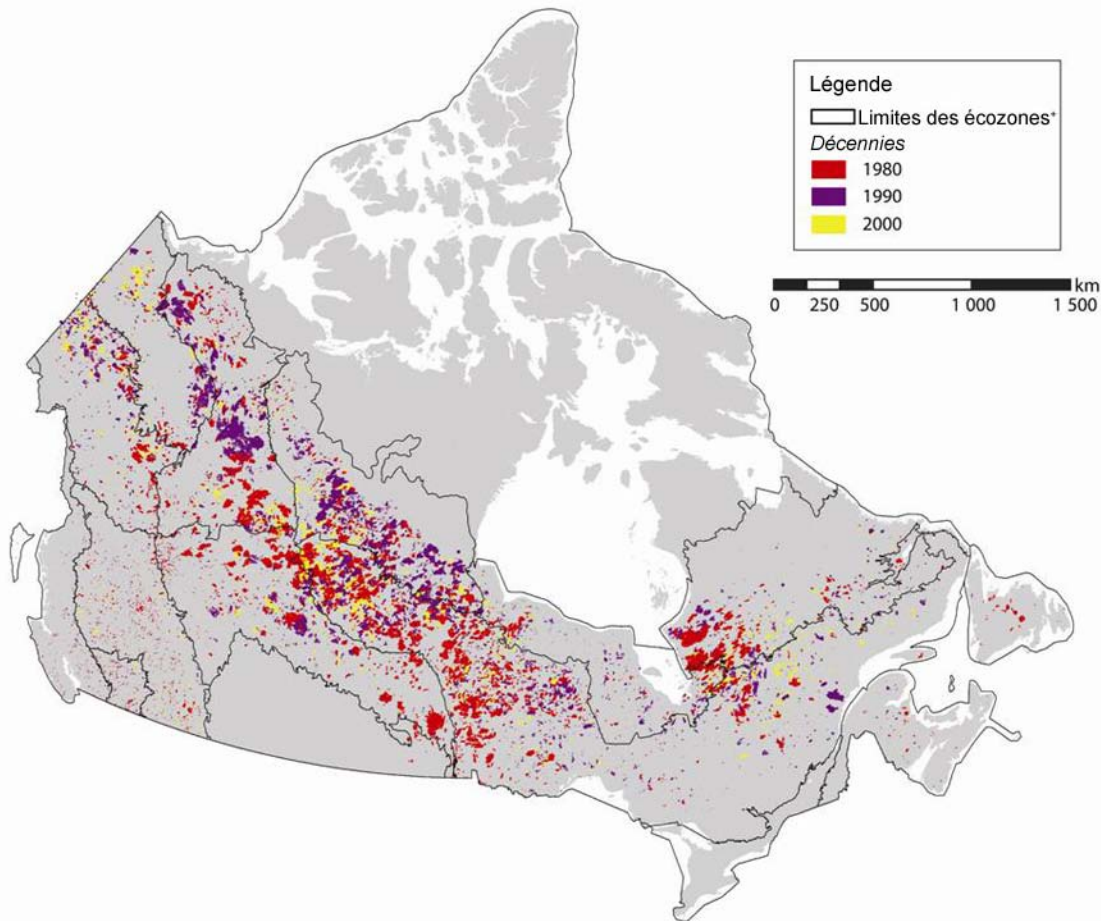 Légende
Limites des écozones*
Décennies
1980
1990
2000
km
0 250 500 1 000 1 500